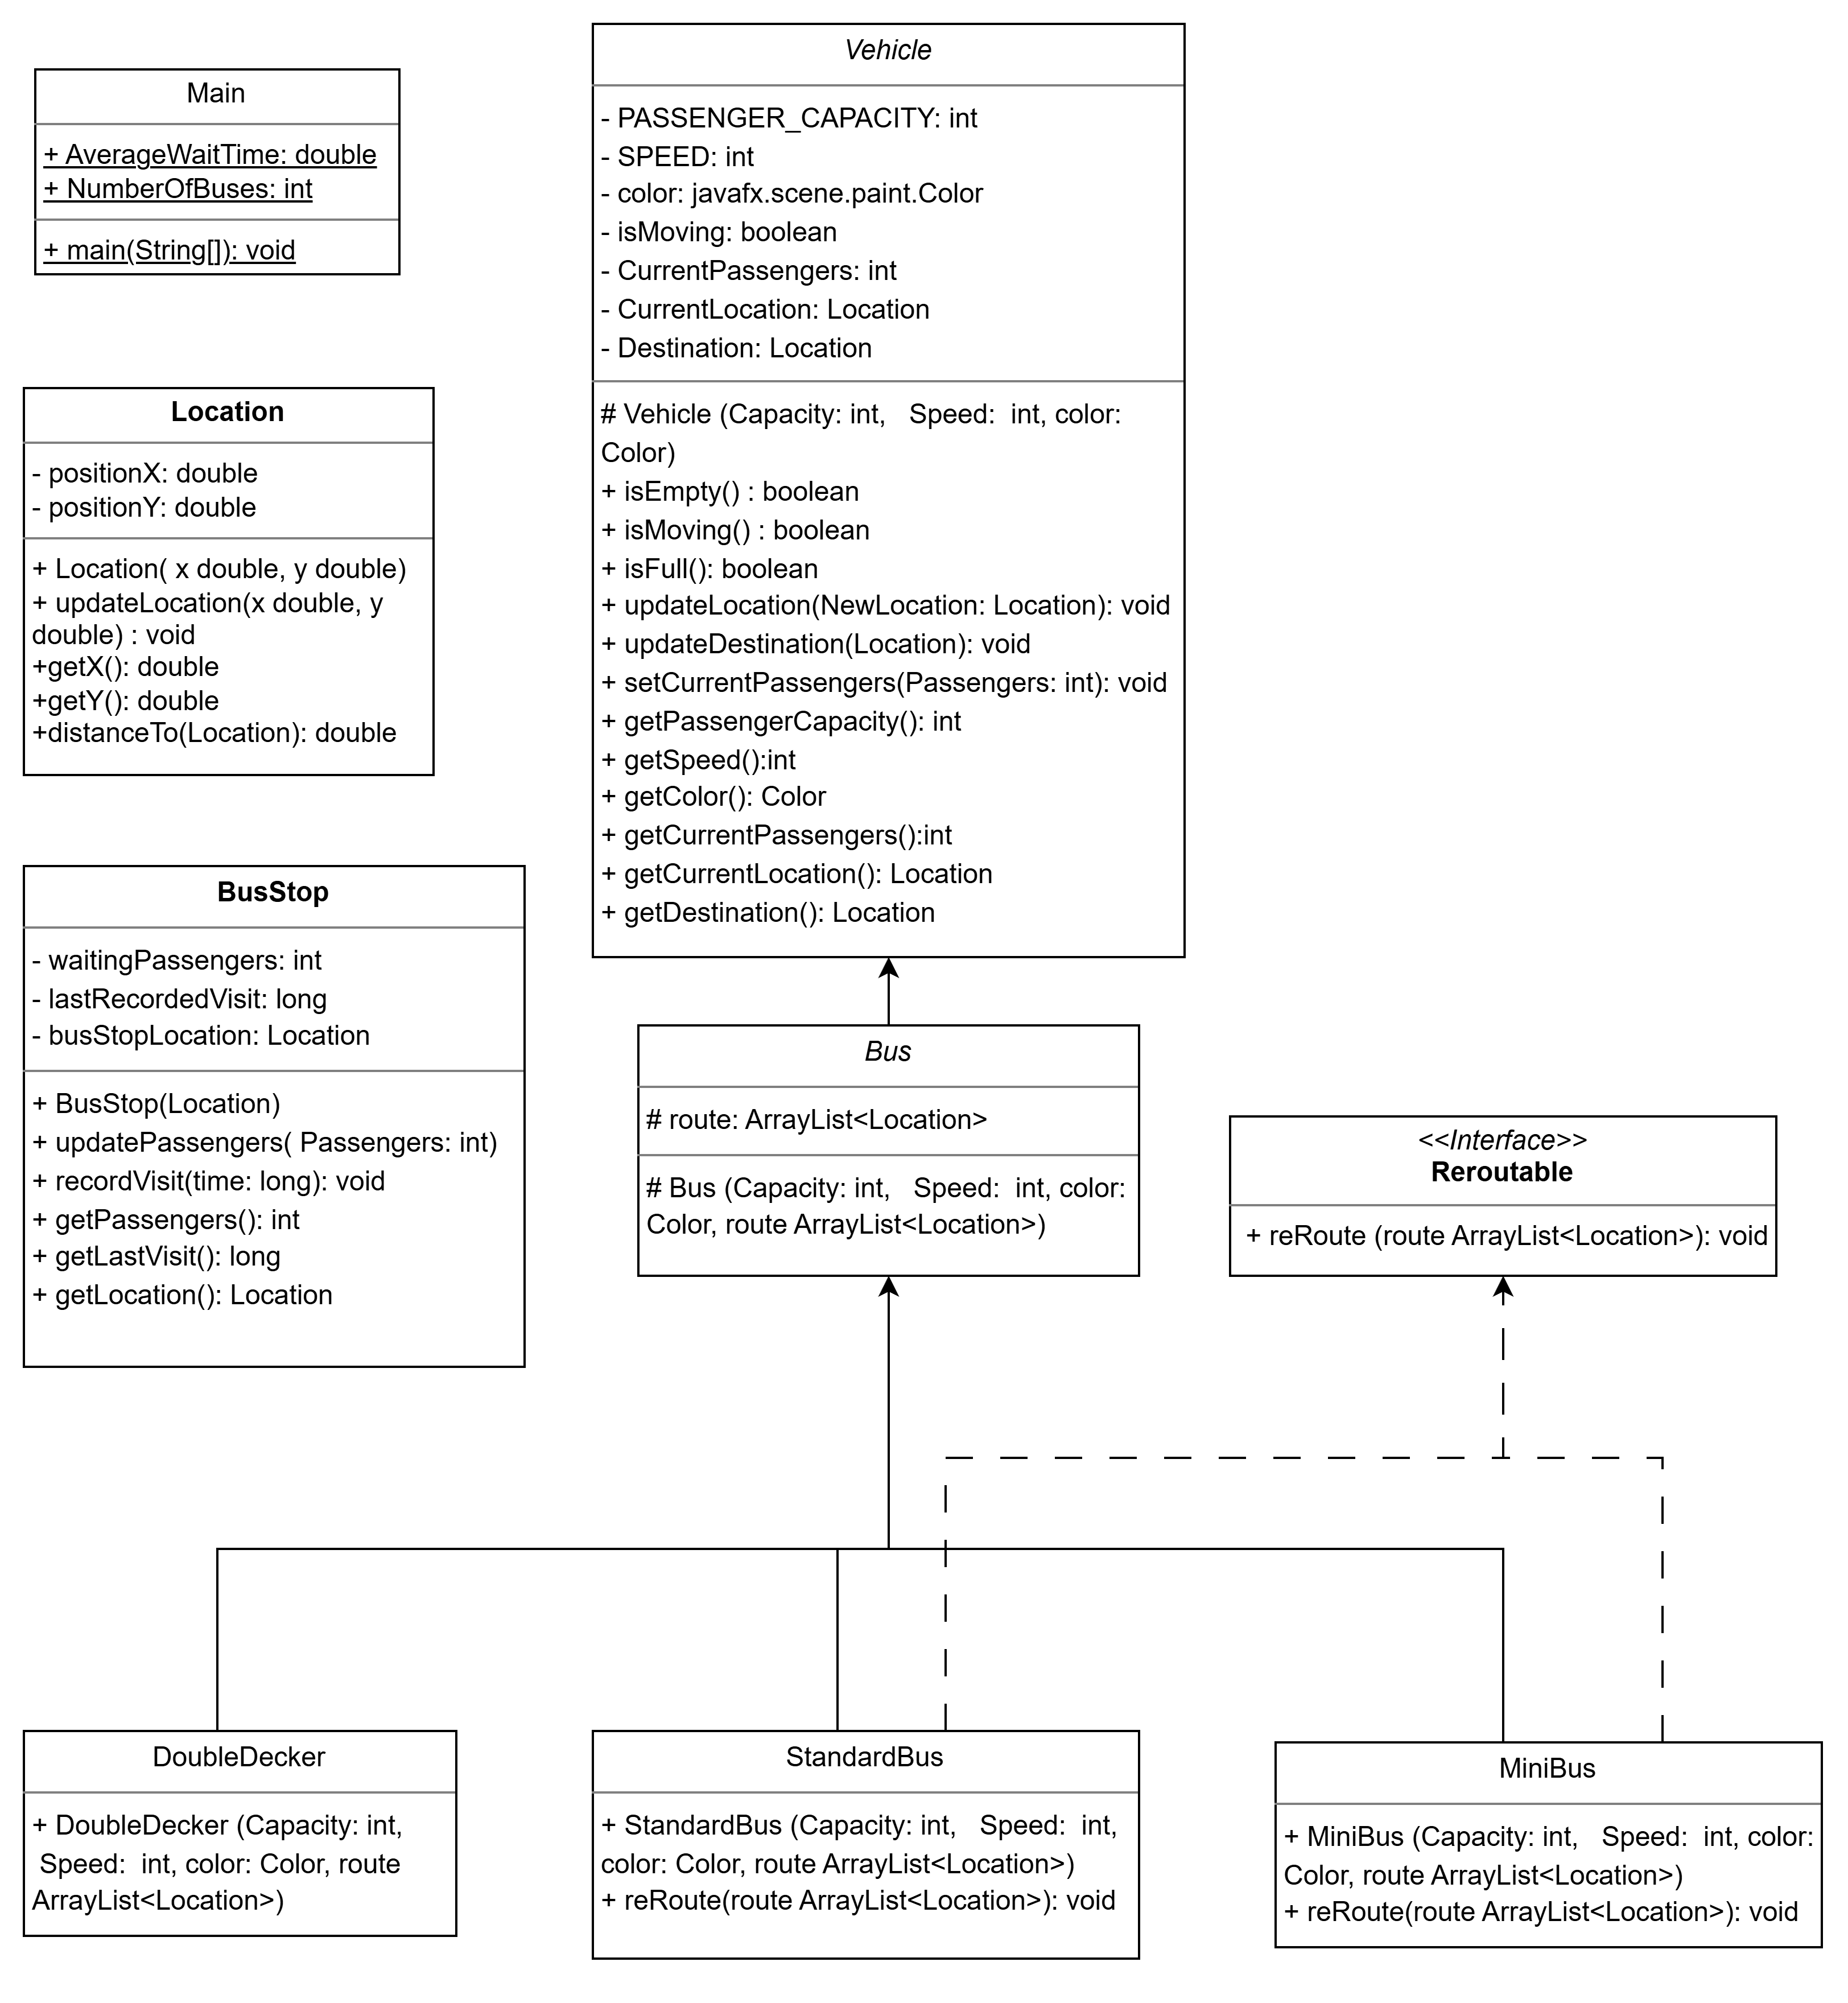 Main
+ AverageWaitTime: double
+ NumberOfBuses: int
+ main(String[]): void
Location
- positionX: double
- positionY: double
+ Location( x double, y double)
+ updateLocation(x double, y
double) : void
+getX(): double
+getY(): double
+distanceTo(Location): double
BusStop
- waitingPassengers: int
- lastRecordedVisit: long
- busStopLocation: Location
+ BusStop(Location)
+ updatePassengers( Passengers: int)
+ recordVisit(time: long): void
+ getPassengers(): int
+ getLastVisit(): long
+ getLocation(): Location
Vehicle
- PASSENGER_CAPACITY: int
- SPEED: int
- color: javafx.scene.paint.Color
- isMoving: boolean
- CurrentPassengers: int
- CurrentLocation: Location
- Destination: Location
# Vehicle (Capacity: int,   Speed:  int, color:
Color)
+ isEmpty() : boolean
+ isMoving() : boolean
+ isFull(): boolean
+ updateLocation(NewLocation: Location): void
+ updateDestination(Location): void
+ setCurrentPassengers(Passengers: int): void
+ getPassengerCapacity(): int
+ getSpeed():int
+ getColor(): Color
+ getCurrentPassengers():int
+ getCurrentLocation(): Location
+ getDestination(): Location
Bus
# route: ArrayList<Location>
# Bus (Capacity: int,   Speed:  int, color:
Color, route ArrayList<Location>)
<<Interface>>
Reroutable
+ reRoute (route ArrayList<Location>): void
DoubleDecker
+ DoubleDecker (Capacity: int,
Speed:  int, color: Color, route
ArrayList<Location>)
StandardBus
+ StandardBus (Capacity: int,   Speed:  int,
color: Color, route ArrayList<Location>)
+ reRoute(route ArrayList<Location>): void
MiniBus
+ MiniBus (Capacity: int,   Speed:  int, color:
Color, route ArrayList<Location>)
+ reRoute(route ArrayList<Location>): void